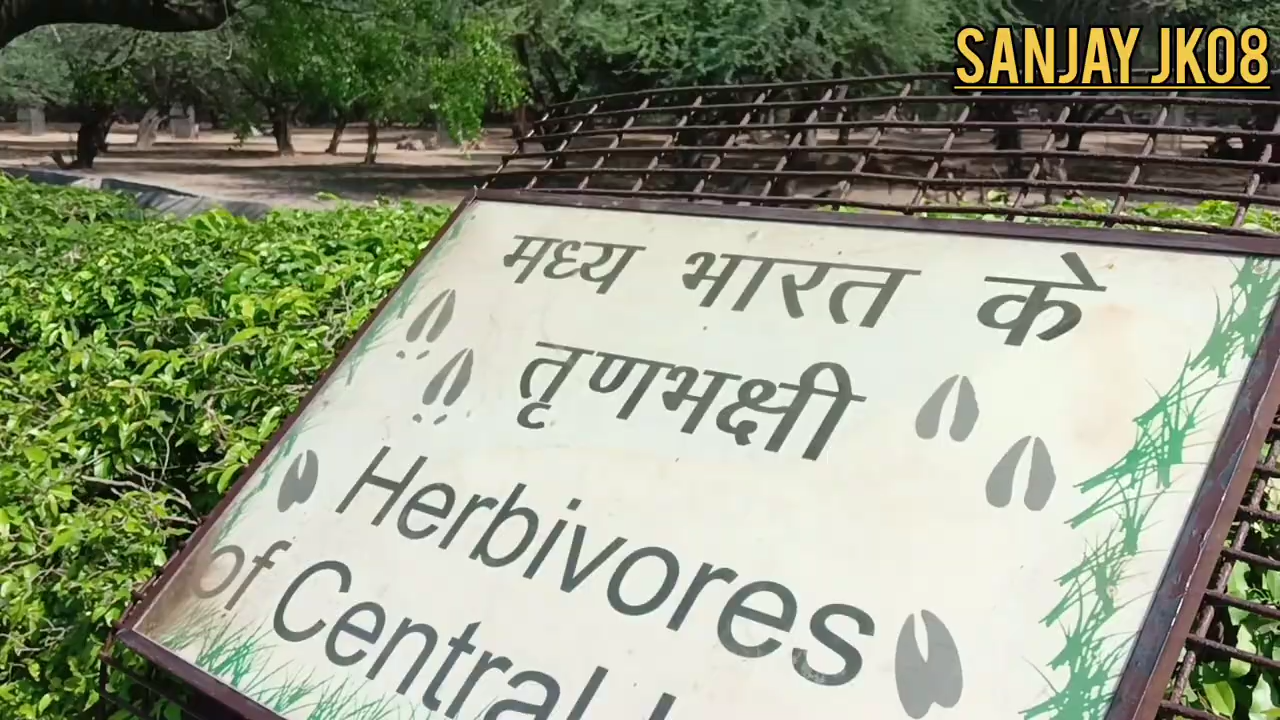 SANJAY JK08
मध्य भारत के
तृणभक्षी
Herbivores
of Central